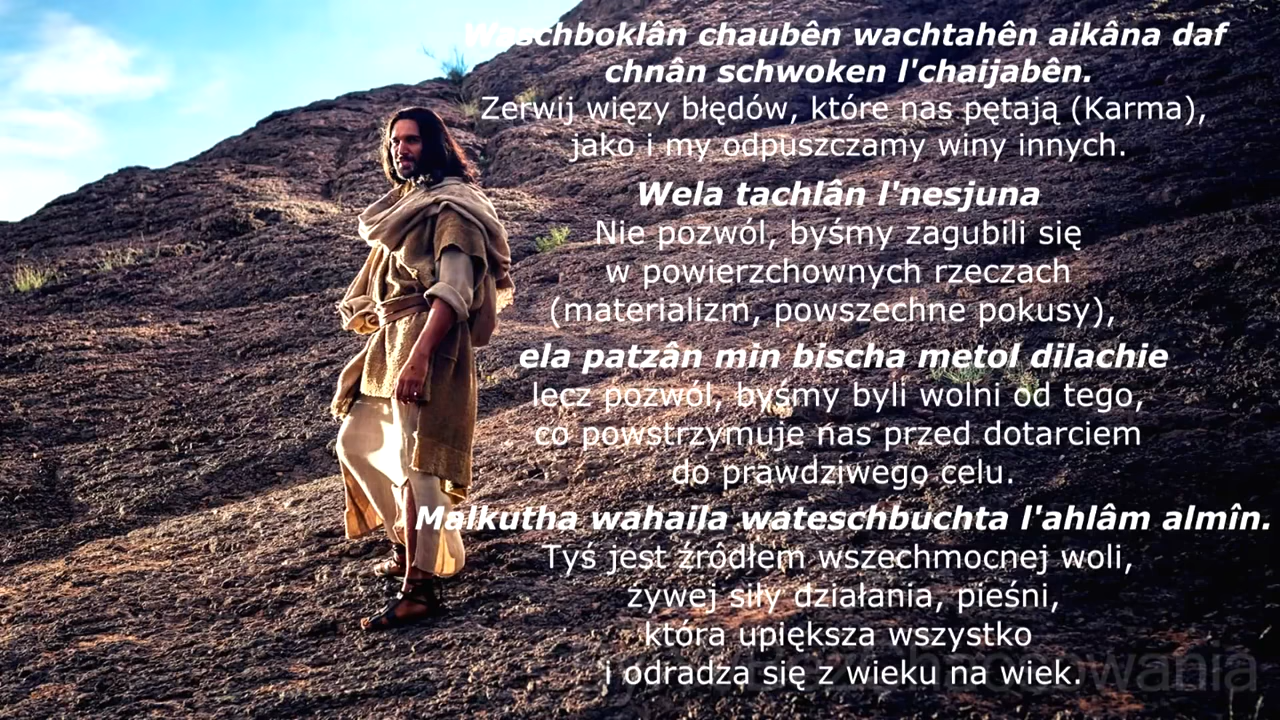 Waschboklân chaubên wachtahên aikâna daf
chnân schwoken l'chaijabên.
Zerwij więzy błędów, które nas pętają (Karma),
jako i my odpuszczamy winy innych.
Wela tachlân l'nesjuna
Nie pozwól, byśmy zagubili się
w powierzchownych rzeczach
(materializm, powszechne pokusy),
ela patzân min bischa metol dilachie
lecz pozwól, byśmy byli wolni od tego,
co powstrzymuje nas przed dotarciem
do prawdziwego celu.
Malkutha wahaila wateschbuchta l'ahlâm almîn.
Tyś jest źródłem wszechmocnej woli,
żywej siły działania, pieśni,
która upiększa wszystko
i odradza się z wieku na wiek.